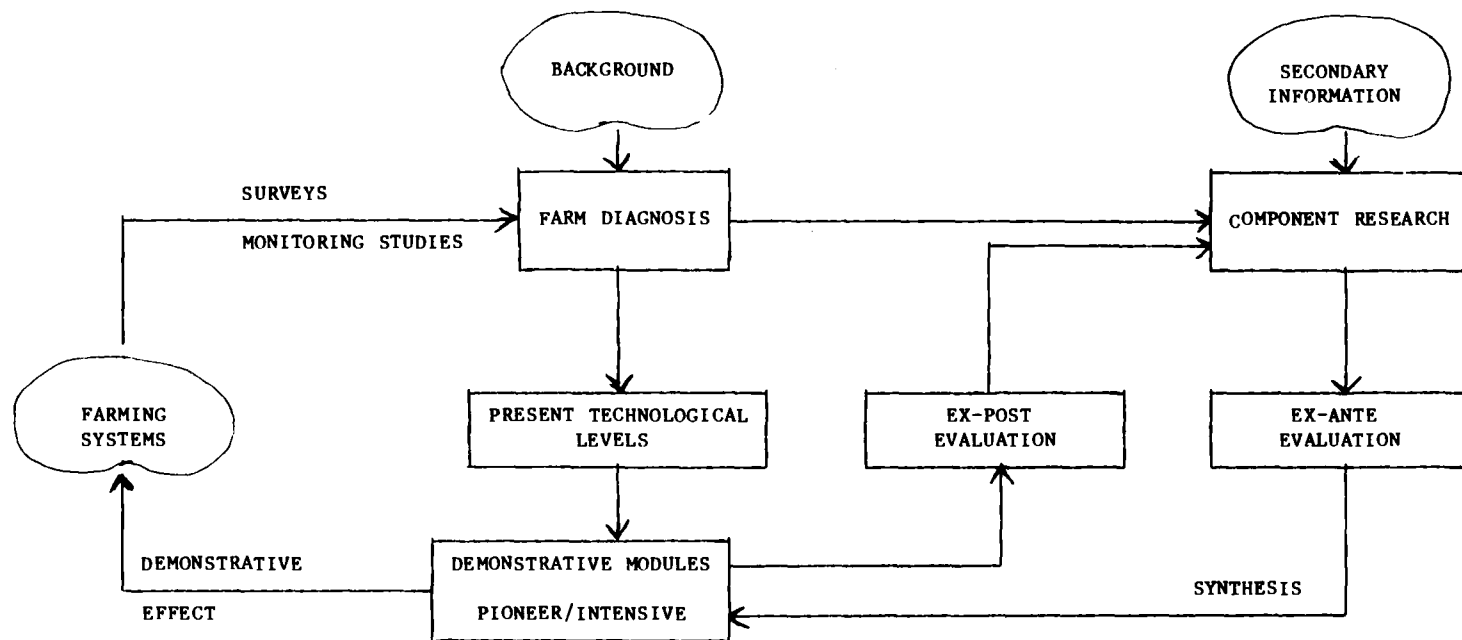 BACKGROUND
SECONDARY
INFORMATION
SURVEYS
MONITORING STUDIES
FARM DIAGNOSIS
COMPONENT RESEARCH
FARMING
SYSTEMS
PRESENT TECHNOLOGICAL
LEVELS
EX-POST
EVALUATION
EX-ANTE
EVALUATION
DEMONSTRATIVE
EFFECT
DEMONSTRATIVE MODULES
PIONEER/INTENSIVE
SYNTHESIS